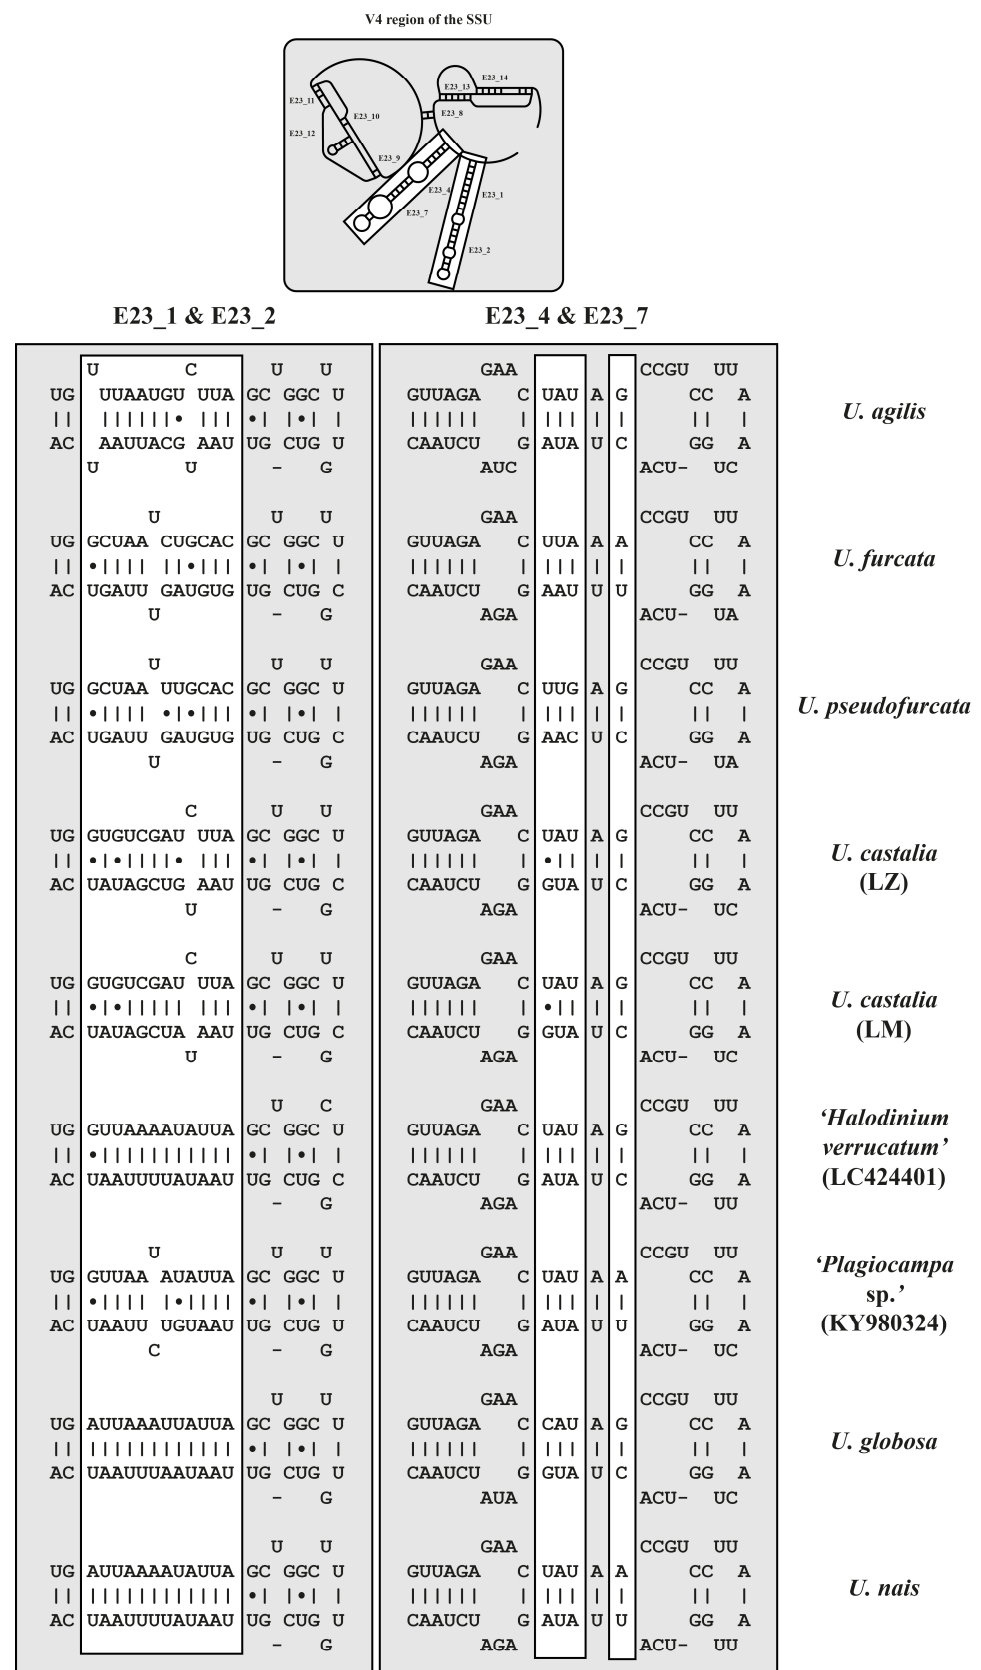 V4 region of the SSU
E23_13 E23_14
E23_11
E23_10 E23_8
E23_12
E23_9
E23_4 E23_1
E23_7
E23_2
E23_1 & E23_2 E23_4 & E23_7
U C U U GAA CCGU UU
UG UUAAUGU UUA GC GGC U GUUAGA C UAU A G CC A
|| ||||||• ||| •| •| | |||||| | ||| | | || |
AC AAUUACG AAU UG CUG U CAAUCU G AUA U C GG A
U U – G AUC ACU– UC
U. agilis
U U U GAA CCGU UU
UG GCUAA CUGCAC GC GGC U GUUAGA C UUA A A CC A
|| •|||| ||•||| •| •| | |||||| | ||| | | || |
AC UGAUU GAUGUG UG CUG C CAAUCU G AAU U U GG A
U – G AGA ACU– UA
U. furcata
U U U GAA CCGU UU
UG GCUAA UUGCAC GC GGC U GUUAGA C UUG A G CC A
|| •|||| •|•||| •| •| | |||||| | ||| | | || |
AC UGAUU GAUGUG UG CUG C CAAUCU G AAC U C GG A
U – G AGA ACU– UA
U. pseudofurcata
C U U GAA CCGU UU
UG GUGUCGAU UUA GC GGC U GUUAGA C UAU A G CC A
|| •|•||||• ||| •| •| | |||||| | •|| | | || |
AC UAUAGCUG AAU UG CUG C CAAUCU G GUA U C GG A
U – G AGA ACU– UC
U. castalia
(LZ)
C U U GAA CCGU UU
UG GUGUCGAU UUA GC GGC U GUUAGA C UAU A G CC A
|| •|•||||| ||| •| •| | |||||| | •|| | | || |
AC UAUAGCUA AAU UG CUG C CAAUCU G GUA U C GG A
U – G AGA ACU– UC
U. castalia
(LM)
U C GAA CCGU UU
UG GUUAAAAUAUUA GC GGC U GUUAGA C UAU A G CC A
|| •||||||||||| •| •| | |||||| | ||| | | || |
AC UAAUUUUAUAAU UG CUG C CAAUCU G AUA U C GG A
– G AGA ACU– UU
‘Halodinium
verrucatum’
(LC424401)
U U U GAA CCGU UU
UG GUUAA AUAUUA GC GGC U GUUAGA C UAU A A CC A
|| •|||| |•|||| •| •| | |||||| | ||| | | || |
AC UAAUU UGUAAU UG CUG U CAAUCU G AUA U U GG A
C – G AGA ACU– UC
‘Plagiocampa
sp.’
(KY980324)
U U GAA CCGU UU
UG AUUAAAUUAUUA GC GGC U GUUAGA C CAU A G CC A
|| |||||||||||| •| •| | |||||| | ||| | | || |
AC UAAUUUAAUAAU UG CUG U CAAUCU G GUA U C GG A
– G AUA ACU– UC
U. globosa
U U GAA CCGU UU
UG AUUAAAAUAUUA GC GGC U GUUAGA C UAU A A CC A
|| |||||||||||| •| •| | |||||| | ||| | | || |
AC UAAUUUUAUAAU UG CUG U CAAUCU G AUA U U GG A
– G AGA ACU– UU
U. nais